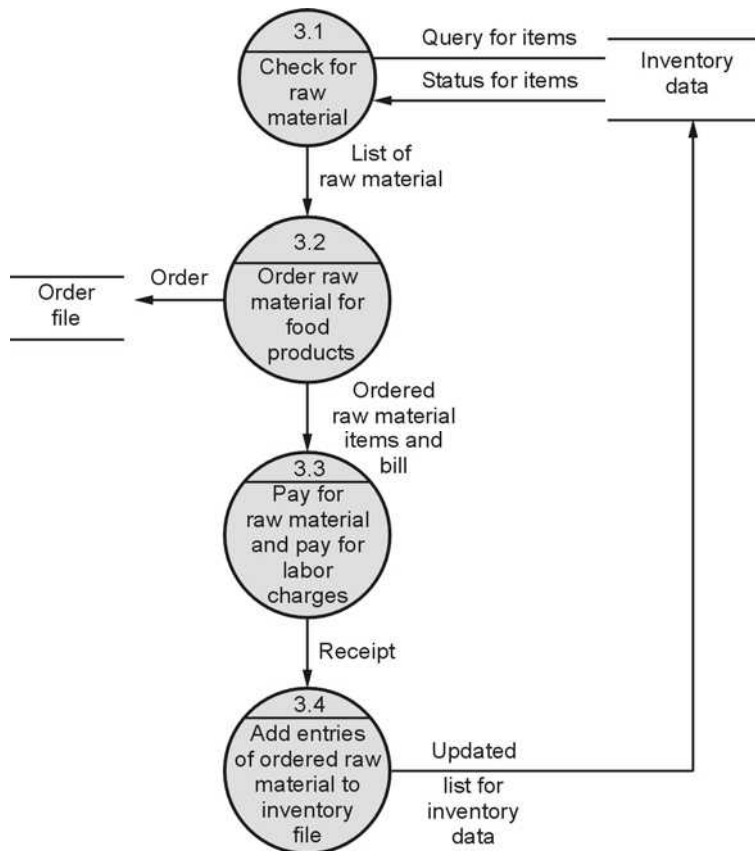 3.1
Check for
raw
material
Query for items
Status for items
Inventory
data
List of
raw material
3.2
Order raw
material for
food
products
Order
Order
file
Ordered
raw material
items and
bill
3.3
Pay for
raw material
and pay for
labor
charges
Receipt
3.4
Add entries
of ordered raw
material to
inventory
file
Updated
list for
inventory
data